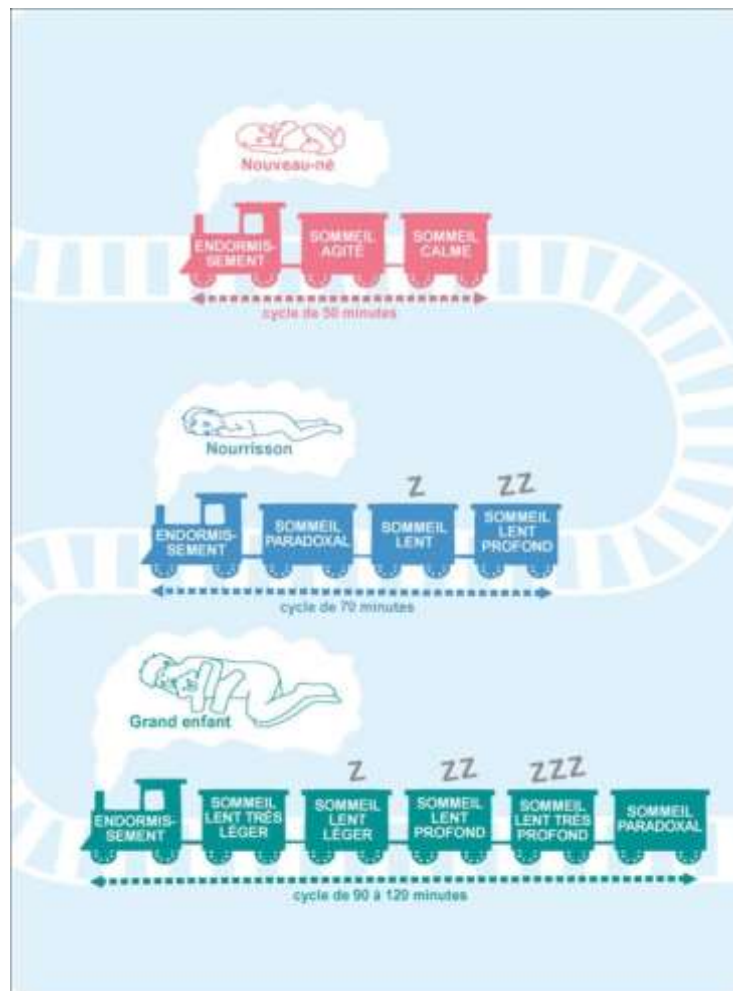 Nouveau-né
ENDORMIS-
SEMENT
SOMMEIL
AGITÉ
SOMMEIL
CALME
cycle de 50 minutes
Nourrisson
Z
ZZ
ENDORMIS-
SEMENT
SOMMEIL
PARADOXAL
SOMMEIL
LENT
SOMMEIL
LENT
PROFOND
cycle de 70 minutes
Grand enfant
Z
ZZ
ZZZ
ENDORMIS-
SEMENT
SOMMEIL
LENT TRÈS
LÉGER
SOMMEIL
LENT
LÉGER
SOMMEIL
LENT
PROFOND
SOMMEIL
LENT TRÈS
PROFOND
SOMMEIL
PARADOXAL
cycle de 90 à 120 minutes